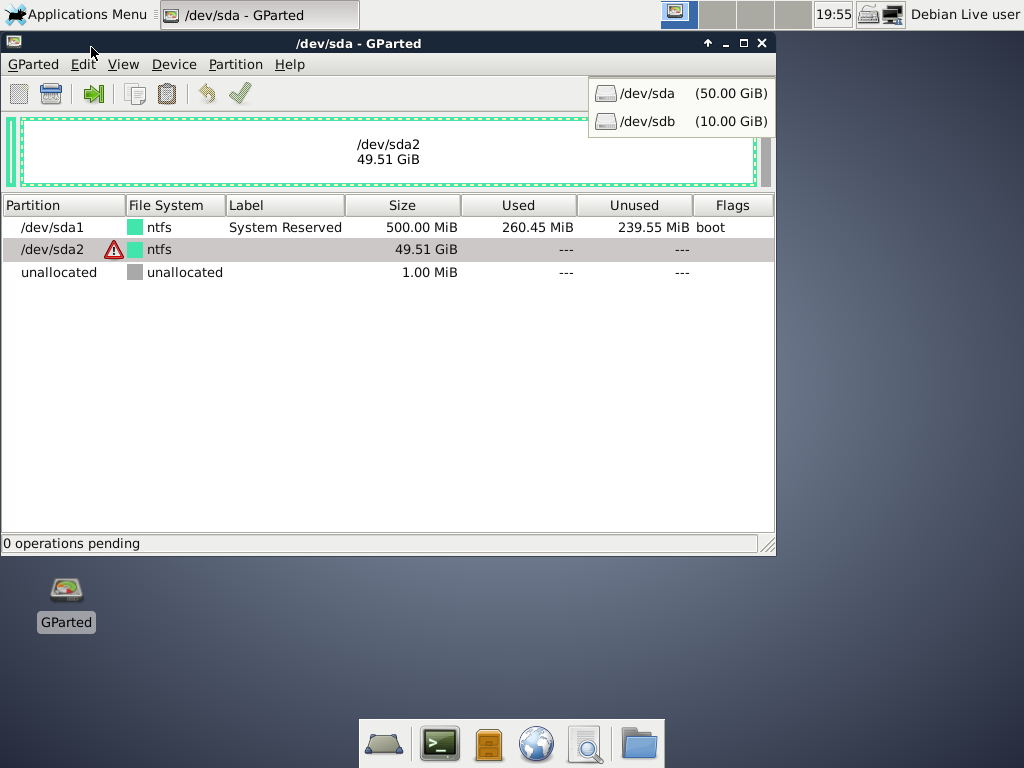 Applications Menu
/dev/sda - GParted
19:55
Debian Live user
/dev/sda - GParted
GParted Edit View Device Partition Help
/dev/sda (50.00 GiB)
/dev/sdb (10.00 GiB)
/dev/sda2
49.51 GiB
Partition File System Label Size Used Unused Flags
/dev/sda1 ntfs System Reserved 500.00 MiB 260.45 MiB 239.55 MiB boot
/dev/sda2 ntfs 49.51 GiB --- ---
unallocated unallocated 1.00 MiB --- ---
0 operations pending
GParted